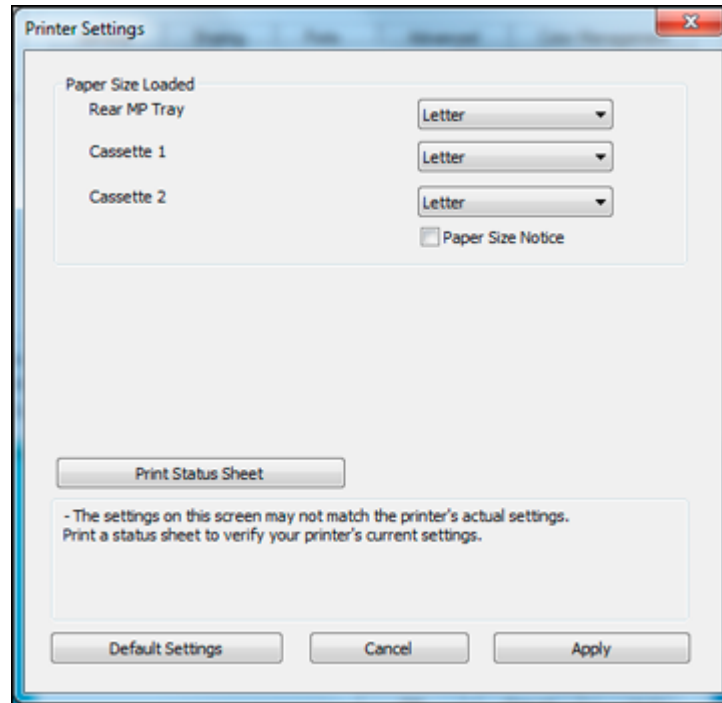 Printer Settings
Paper Size Loaded
Rear MP Tray
Letter
Cassette 1
Letter
Cassette 2
Letter
Paper Size Notice
Print Status Sheet
- The settings on this screen may not match the printer's actual settings.
Print a status sheet to verify your printer's current settings.
Default Settings
Cancel
Apply